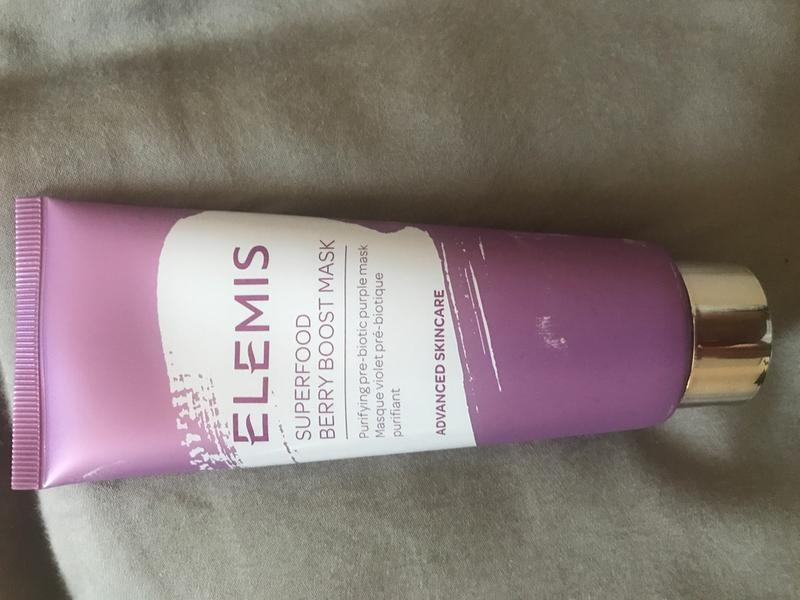 ELEMIS
SUPERFOOD
BERRY BOOST MASK
Purifying pre-biotic purple mask
Masque violet pré-biotique
purifiant
ADVANCED SKINCARE